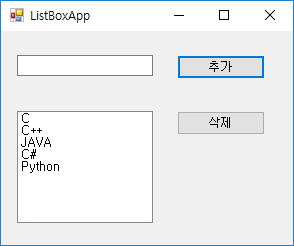 ListBoxApp
추가
C
C++
JAVA
C#
Python
삭제